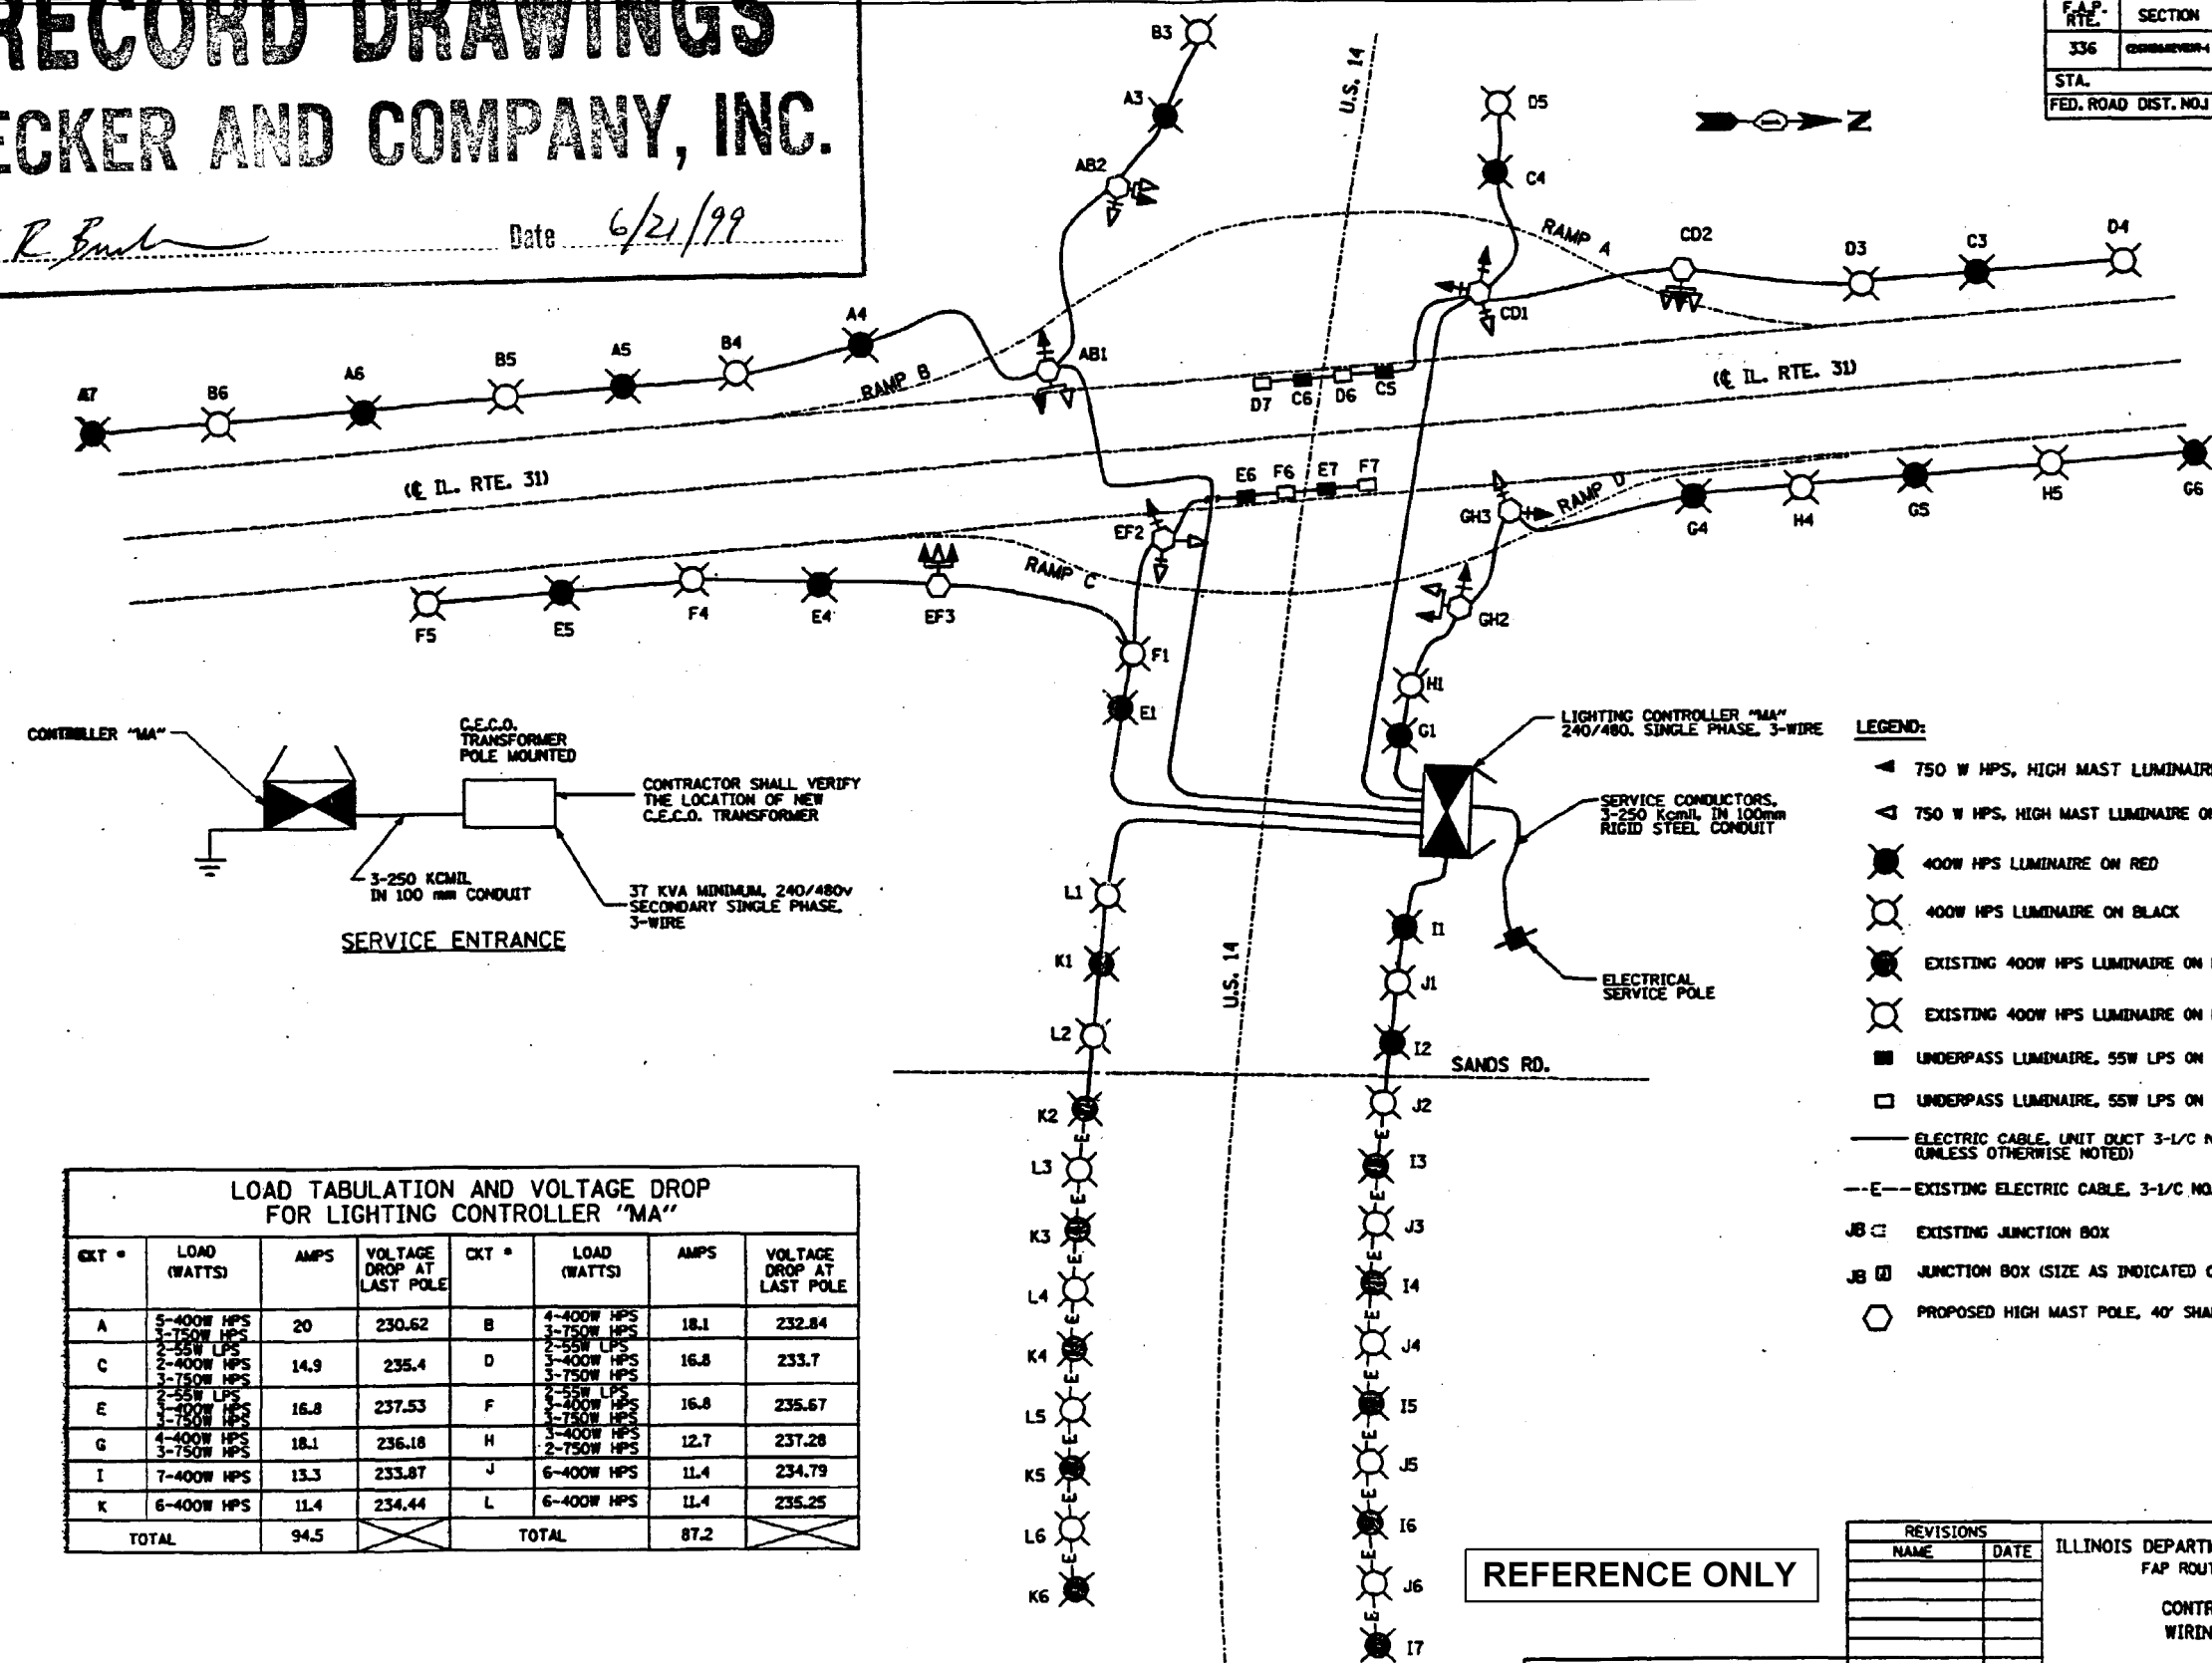 RECORD DRAWINGS
ECKER AND COMPANY, INC.
Date 6/21/99
F.A.P. RTE.
SECTION
336
STA.
FED. ROAD DIST. NO.1
N
B3
A3
AB2
U.S. 14
D5
C4
RAMP A
CD2
D3
C3
D4
CD1
A7
B6
A6
B5
A5
B4
A4
AB1
RAMP B
D7
C6
D6
C5
(℄ IL. RTE. 31)
(℄ IL. RTE. 31)
E6
F6
E7
F7
EF2
GH3
RAMP D
G4
H4
G5
H5
G6
RAMP C
F5
E5
F4
E4
EF3
GH2
F1
E1
H1
G1
CONTROLLER "MA"
C.E.C.O.
TRANSFORMER
POLE MOUNTED
CONTRACTOR SHALL VERIFY
THE LOCATION OF NEW
C.E.C.O. TRANSFORMER
3-250 KCMIL
IN 100 mm CONDUIT
37 KVA MINIMUM, 240/480v
SECONDARY SINGLE PHASE,
3-WIRE
SERVICE ENTRANCE
LIGHTING CONTROLLER "MA"
240/480, SINGLE PHASE, 3-WIRE
SERVICE CONDUCTORS,
3-250 Kcmil, IN 100mm
RIGID STEEL CONDUIT
ELECTRICAL
SERVICE POLE
LEGEND:
750 W HPS, HIGH MAST LUMINAIRE
750 W HPS, HIGH MAST LUMINAIRE
400W HPS LUMINAIRE ON RED
400W HPS LUMINAIRE ON BLACK
EXISTING 400W HPS LUMINAIRE ON
EXISTING 400W HPS LUMINAIRE ON
UNDERPASS LUMINAIRE, 55W LPS ON
UNDERPASS LUMINAIRE, 55W LPS ON
ELECTRIC CABLE, UNIT DUCT 3-1/C
(UNLESS OTHERWISE NOTED)
--E-- EXISTING ELECTRIC CABLE, 3-1/C NO.
JB EXISTING JUNCTION BOX
JB JUNCTION BOX (SIZE AS INDICATED
PROPOSED HIGH MAST POLE, 40'
L1
K1
L2
K2
L3
K3
L4
K4
L5
K5
L6
K6
U.S. 14
SANDS RD.
I1
J1
I2
J2
I3
J3
I4
J4
I5
J5
I6
J6
I7
LOAD TABULATION AND VOLTAGE DROP
FOR LIGHTING CONTROLLER "MA"
CKT * LOAD (WATTS) AMPS VOLTAGE DROP AT LAST POLE CKT * LOAD (WATTS) AMPS VOLTAGE DROP AT LAST POLE
A 5-400W HPS 3-750W HPS 20 230.62 B 4-400W HPS 3-750W HPS 18.1 232.84
C 2-55W LPS 2-400W HPS 3-750W HPS 14.9 235.4 D 2-55W LPS 3-400W HPS 3-750W HPS 16.8 233.7
E 2-55W LPS 3-400W HPS 3-750W HPS 16.8 237.53 F 2-55W LPS 3-400W HPS 3-750W HPS 16.8 235.67
G 4-400W HPS 3-750W HPS 18.1 236.18 H 3-400W HPS 2-750W HPS 12.7 237.28
I 7-400W HPS 13.3 233.87 J 6-400W HPS 11.4 234.79
K 6-400W HPS 11.4 234.44 L 6-400W HPS 11.4 235.25
TOTAL 94.5 TOTAL 87.2
REFERENCE ONLY
REVISIONS
NAME DATE
ILLINOIS
FAP